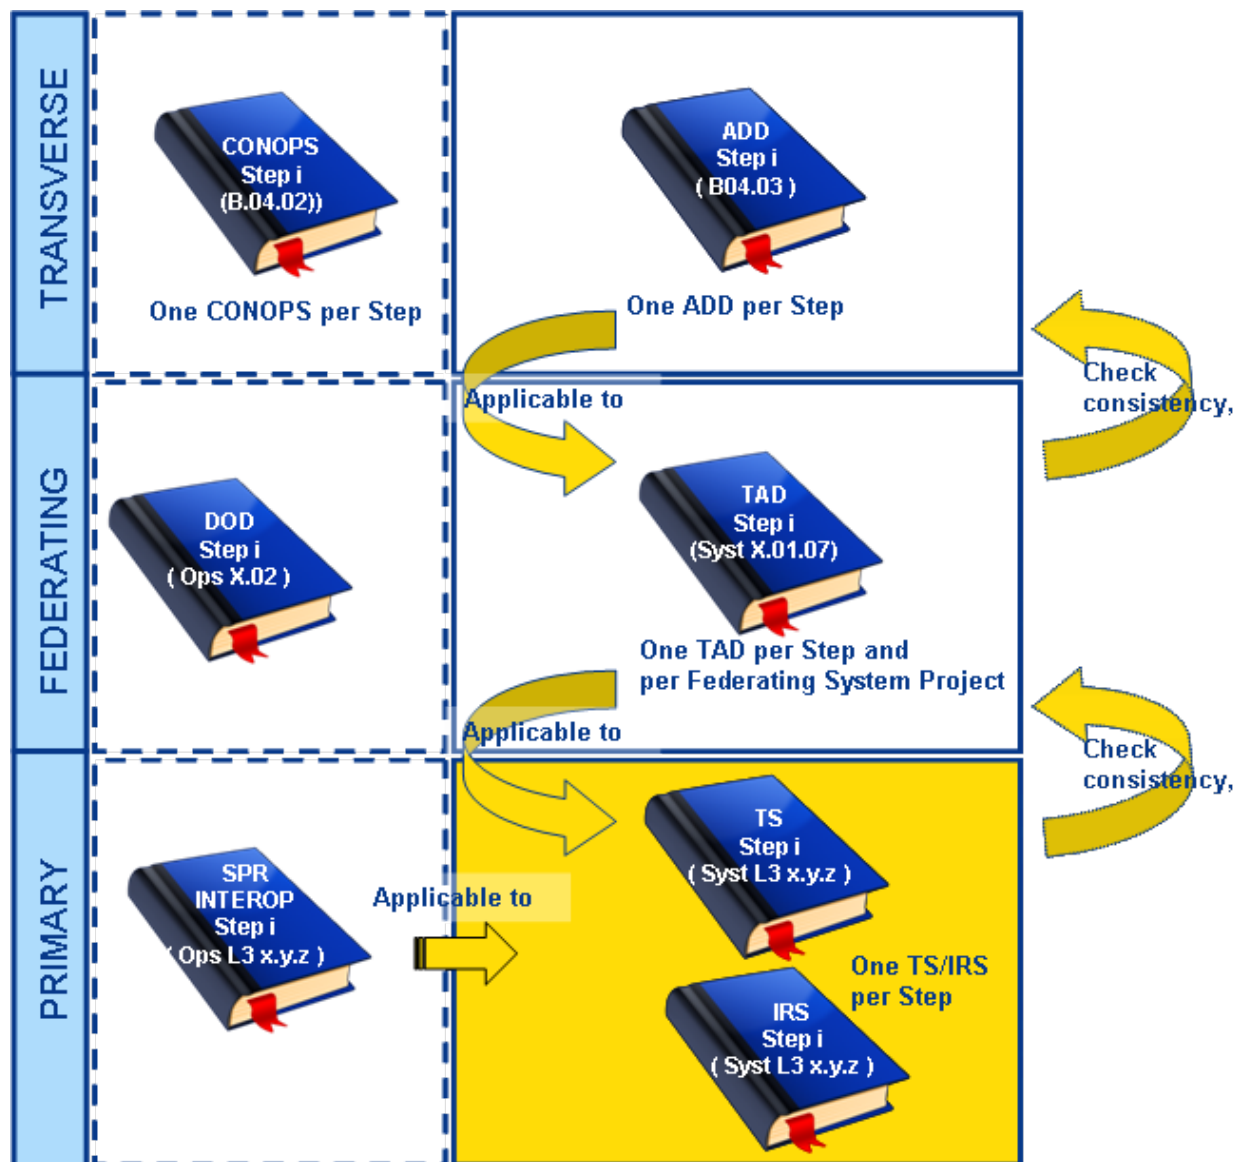 TRANSVERSE
CONOPS
Step i
(B.04.02))
One CONOPS per Step
ADD
Step i
( B04.03 )
One ADD per Step
Applicable to
Check
consistency,
FEDERATING
DOD
Step i
( Ops X.02 )
TAD
Step i
(Syst X.01.07)
One TAD per Step and
per Federating System Project
Applicable to
Check
consistency,
PRIMARY
SPR
INTEROP
Step i
( Ops L3 x.y.z )
Applicable to
TS
Step i
( Syst L3 x.y.z )
One TS/IRS
per Step
IRS
Step i
( Syst L3 x.y.z )